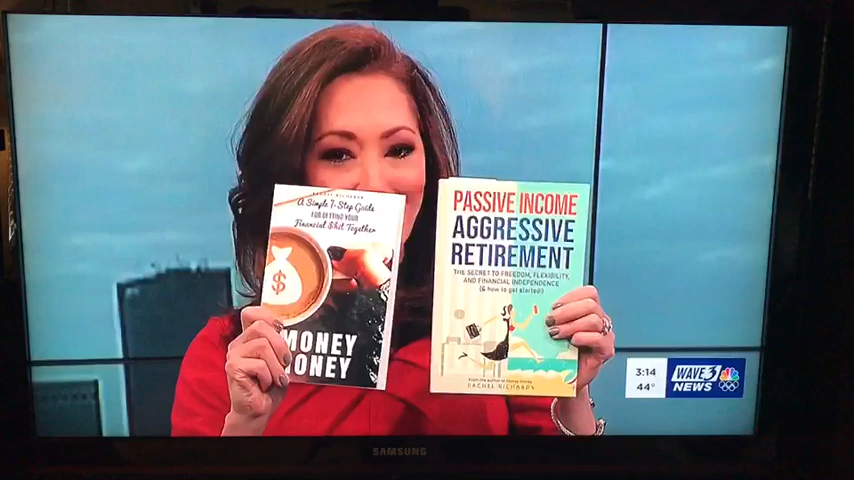 A Simple 7-Step Guide
FOR GETTING YOUR
Financial $hit Together
$
MONEY
HONEY
PASSIVE INCOME
AGGRESSIVE
RETIREMENT
THE SECRET TO FREEDOM, FLEXIBILITY,
AND FINANCIAL INDEPENDENCE
(& how to get started!)
From the author of Money Honey
RACHEL RICHARDS
3:14
44°
WAVE 3
NEWS
SAMSUNG